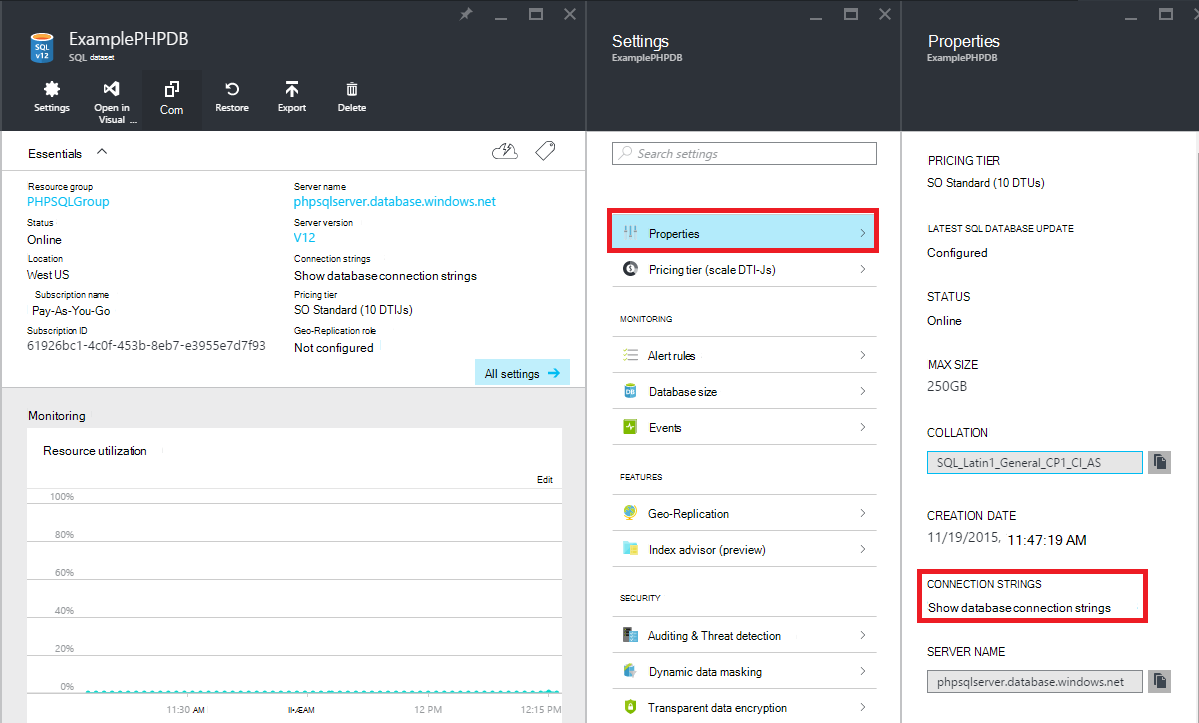 ExamplePHPDB
SQL dataset
SQL
v12
Settings
Open in
Visual ...
Com
Restore
Export
Delete
Essentials
Resource group
PHPSQLGroup
Status
Online
Location
West US
Subscription name
Pay-As-You-Go
Subscription ID
61926bc1-4c0f-453b-8eb7-e3955e7d7f93
Server name
phpsqlserver.database.windows.net
Server version
V12
Connection strings
Show database connection strings
Pricing tier
SO Standard (10 DTIJs)
Geo-Replication role
Not configured
All settings
Monitoring
Resource utilization
Edit
100%
80%
60%
40%
20%
0%
11:30 AM
12 PM
12:15 PM
Settings
ExamplePHPDB
Search settings
Properties
Pricing tier (scale DTI-Js)
MONITORING
Alert rules
DB
Database size
Events
FEATURES
Geo-Replication
Index advisor (preview)
SECURITY
Auditing & Threat detection
Dynamic data masking
Transparent data encryption
Properties
ExamplePHPDB
PRICING TIER
SO Standard (10 DTUs)
LATEST SQL DATABASE UPDATE
Configured
STATUS
Online
MAX SIZE
250GB
COLLATION
SQL_Latin1_General_CP1_CI_AS
CREATION DATE
11/19/2015, 11:47:19 AM
CONNECTION STRINGS
Show database connection strings
SERVER NAME
phpsqlserver.database.windows.net